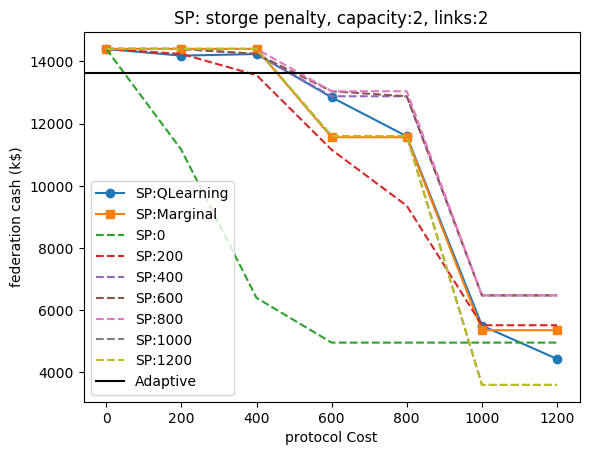 SP: storge penalty, capacity:2, links:2
federation cash (k$)
14000
12000
10000
8000
6000
4000
SP:QLearning
SP:Marginal
SP:0
SP:200
SP:400
SP:600
SP:800
SP:1000
SP:1200
Adaptive
0 200 400 600 800 1000 1200
protocol Cost